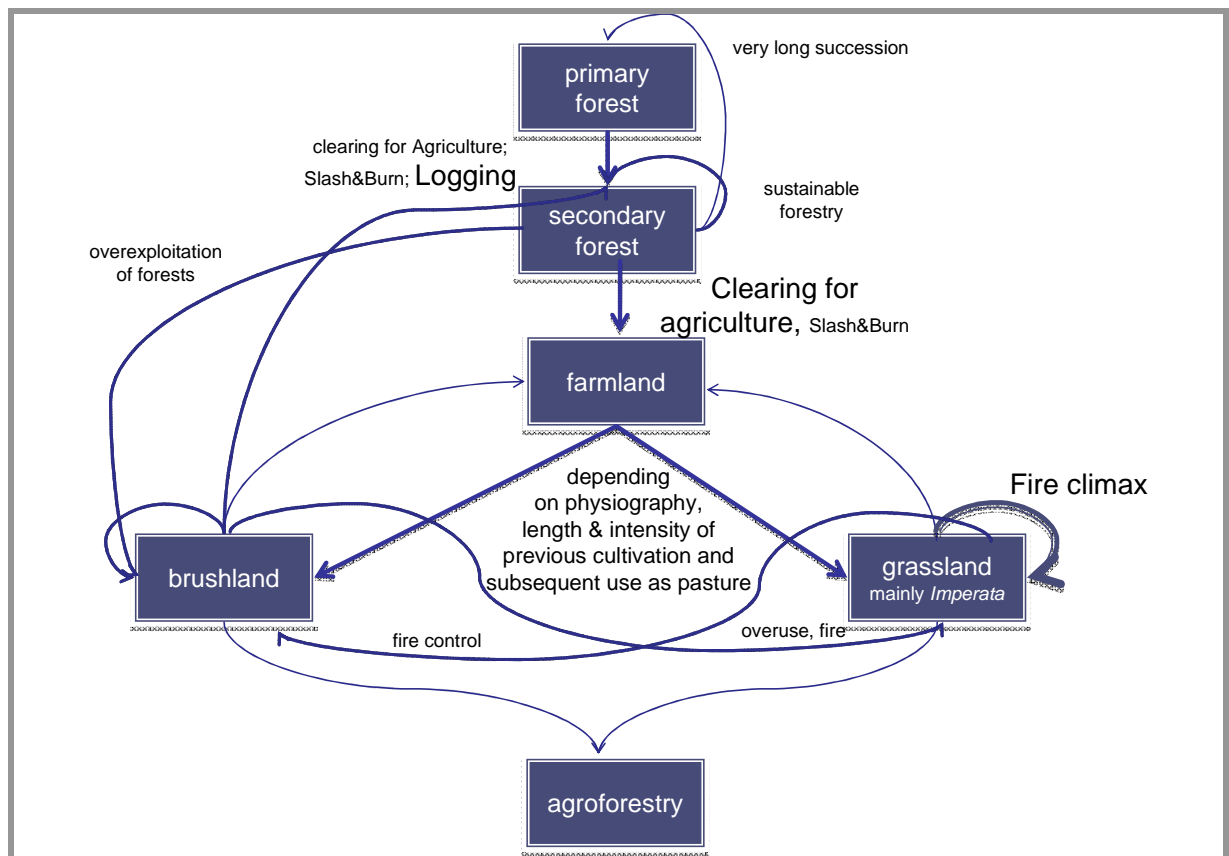 very long succession
primary
forest
clearing for Agriculture;
Slash&Burn; Logging
sustainable
forestry
secondary
forest
overexploitation
of forests
Clearing for
agriculture, Slash&Burn
farmland
depending
on physiography,
length & intensity of
previous cultivation and
subsequent use as pasture
Fire climax
brushland
grassland
mainly Imperata
fire control
overuse, fire
agroforestry